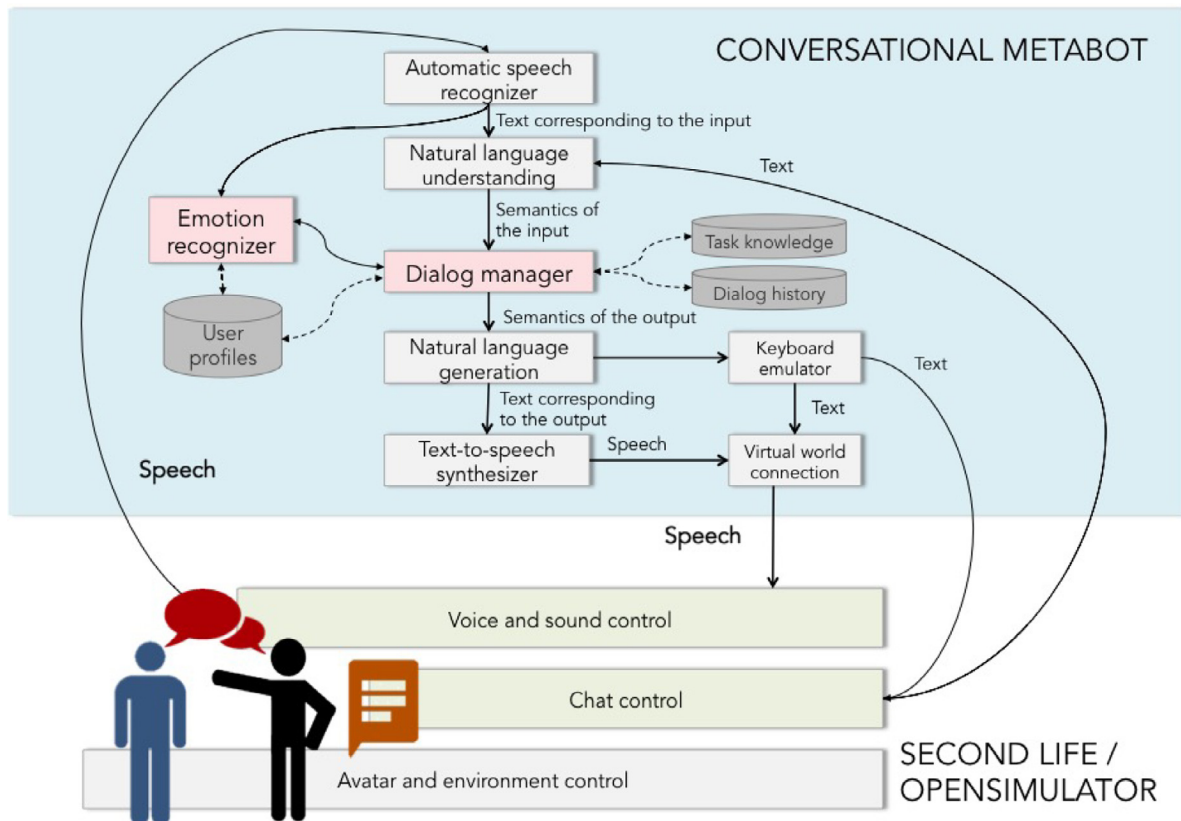 CONVERSATIONAL METABOT
Automatic speech
recognizer
Text corresponding to the input
Natural language
understanding
Text
Semantics of
the input
Emotion
recognizer
Task knowledge
Dialog manager
Dialog history
User
profiles
Semantics of the output
Natural language
generation
Keyboard
emulator
Text
Text corresponding
to the output
Text
Text-to-speech
synthesizer
Speech
Virtual world
connection
Speech
Speech
Voice and sound control
Chat control
Avatar and environment control
SECOND LIFE /
OPENSIMULATOR